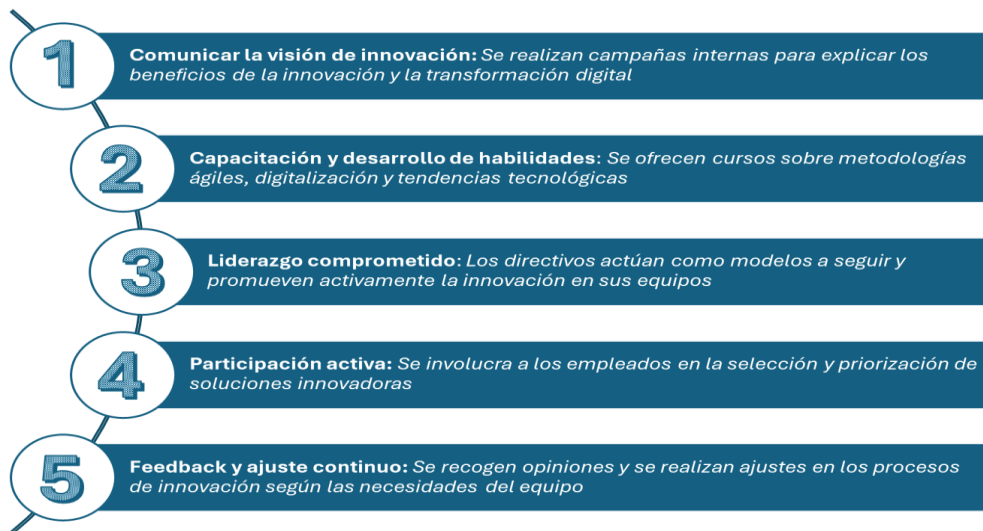 1
Comunicar la visión de innovación: Se realizan campañas internas para explicar los
beneficios de la innovación y la transformación digital
2
Capacitación y desarrollo de habilidades: Se ofrecen cursos sobre metodologías
ágiles, digitalización y tendencias tecnológicas
3
Liderazgo comprometido: Los directivos actúan como modelos a seguir y
promueven activamente la innovación en sus equipos
4
Participación activa: Se involucra a los empleados en la selección y priorización de
soluciones innovadoras
5
Feedback y ajuste continuo: Se recogen opiniones y se realizan ajustes en los procesos
de innovación según las necesidades del equipo